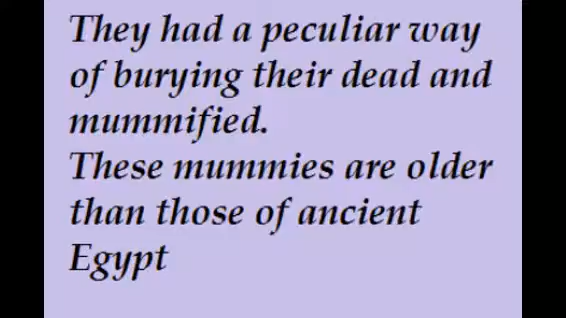 They had a peculiar way
of burying their dead and
mummified.
These mummies are older
than those of ancient
Egypt